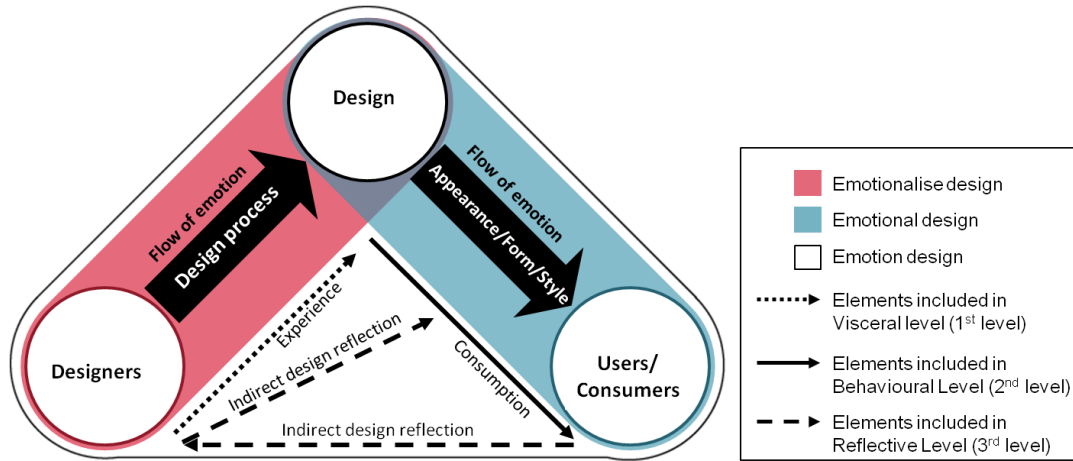 Design
Flow of emotion
Design process
Flow of emotion
Appearance/Form/Style
Designers
Users/
Consumers
Experience
Indirect design reflection
Consumption
Indirect design reflection
Emotionalise design
Emotional design
Emotion design
Elements included in
Visceral level (1st level)
Elements included in
Behavioural Level (2nd level)
Elements included in
Reflective Level (3rd level)